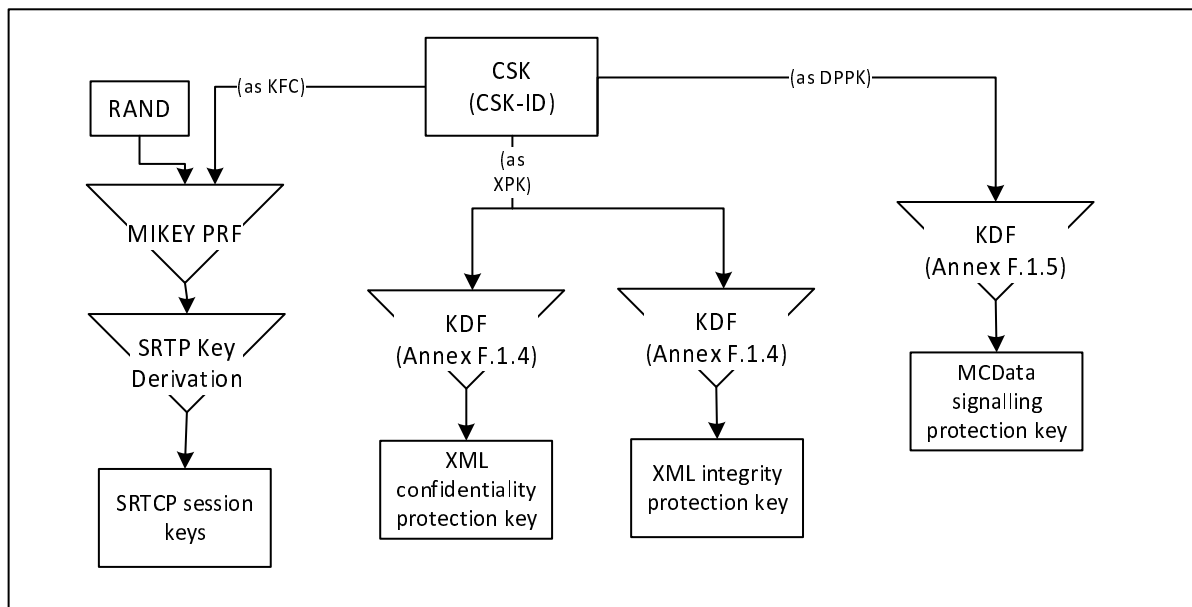 CSK
(CSK-ID)
(as KFC)
(as DPPK)
RAND
(as
XPK)
MIKEY PRF
KDF
(Annex F.1.5)
SRTP Key
Derivation
KDF
(Annex F.1.4)
KDF
(Annex F.1.4)
MCData
signalling
protection key
XML
confidentiality
protection key
XML integrity
protection key
SRTCP session
keys